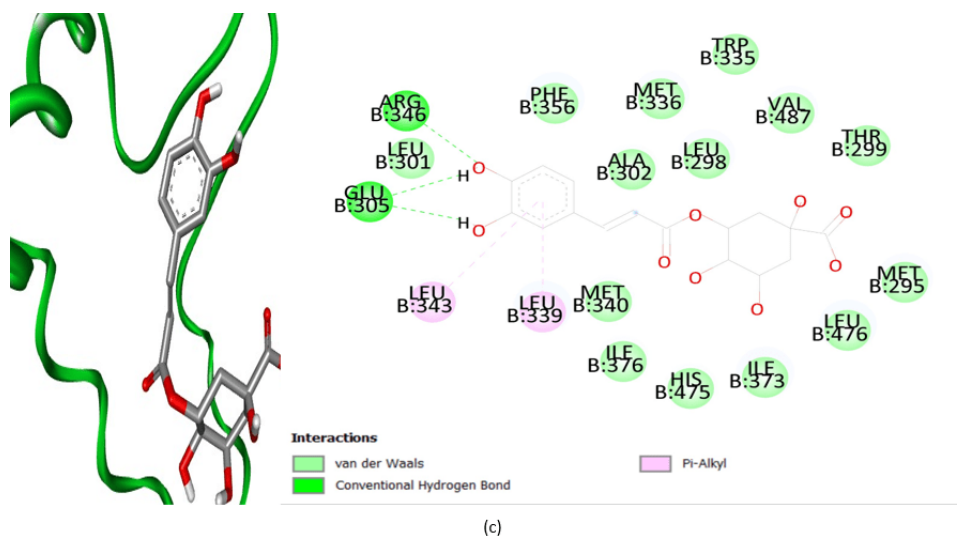 TRP
B:335
ARG
B:346
PHE
B:356
MET
B:336
VAL
B:487
LEU
B:301
THR
B:299
ALA
B:302
LEU
B:298
GLU
B:305
O
H
H
O
O
O
O
O
O
O
O
MET
B:295
LEU
B:343
LEU
B:339
MET
B:340
LEU
B:476
ILE
B:376
HIS
B:475
ILE
B:373
Interactions
van der Waals
Conventional Hydrogen Bond
Pi-Alkyl
(c)